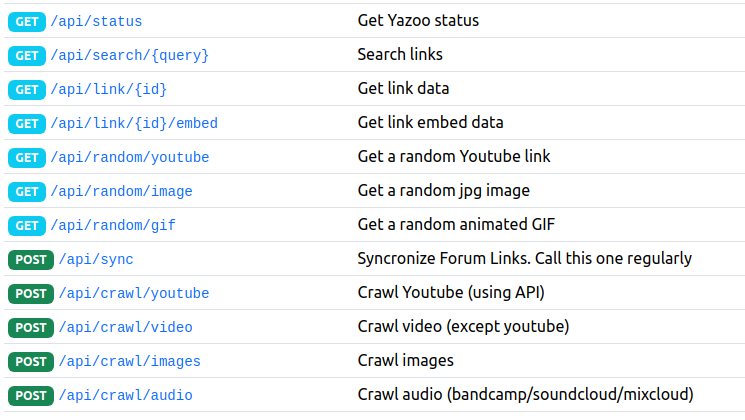 GET /api/status Get Yazoo status
GET /api/search/{query} Search links
GET /api/link/{id} Get link data
GET /api/link/{id}/embed Get link embed data
GET /api/random/youtube Get a random Youtube link
GET /api/random/image Get a random jpg image
GET /api/random/gif Get a random animated GIF
POST /api/sync Syncronize Forum Links. Call this one regularly
POST /api/crawl/youtube Crawl Youtube (using API)
POST /api/crawl/video Crawl video (except youtube)
POST /api/crawl/images Crawl images
POST /api/crawl/audio Crawl audio (bandcamp/soundcloud/mixcloud)